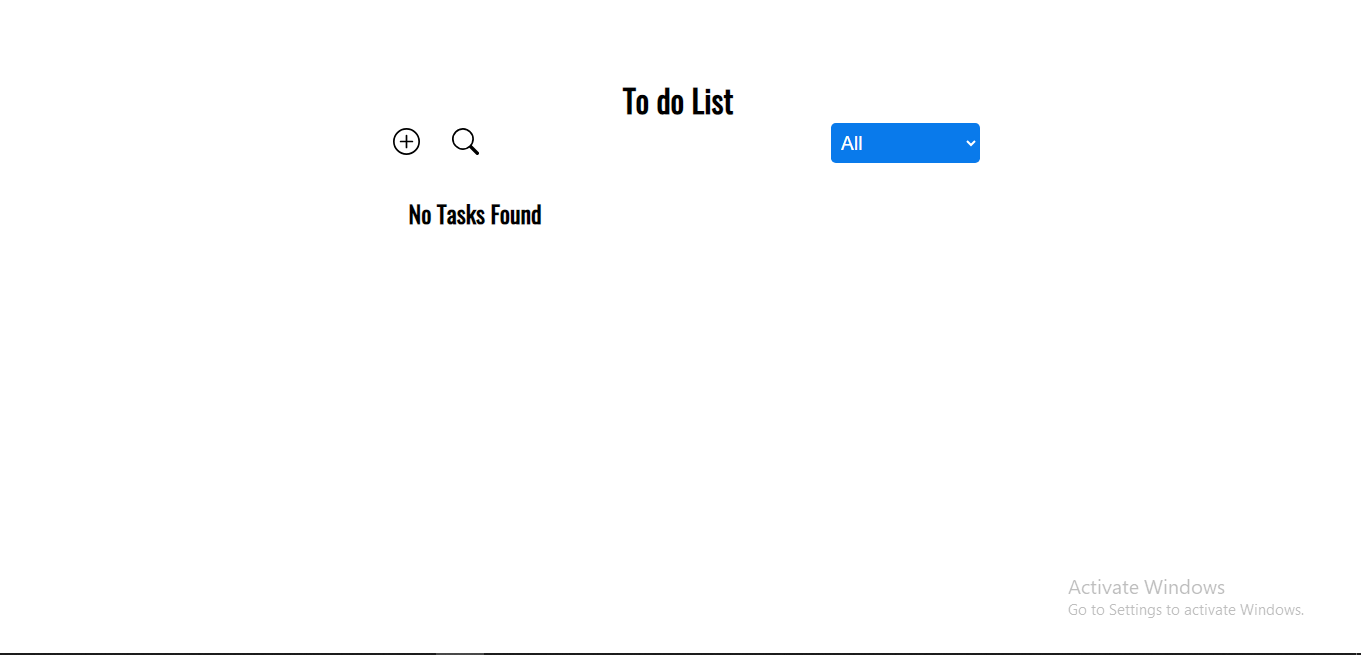 To do List
All
No Tasks Found
Activate Windows
Go to Settings to activate Windows.